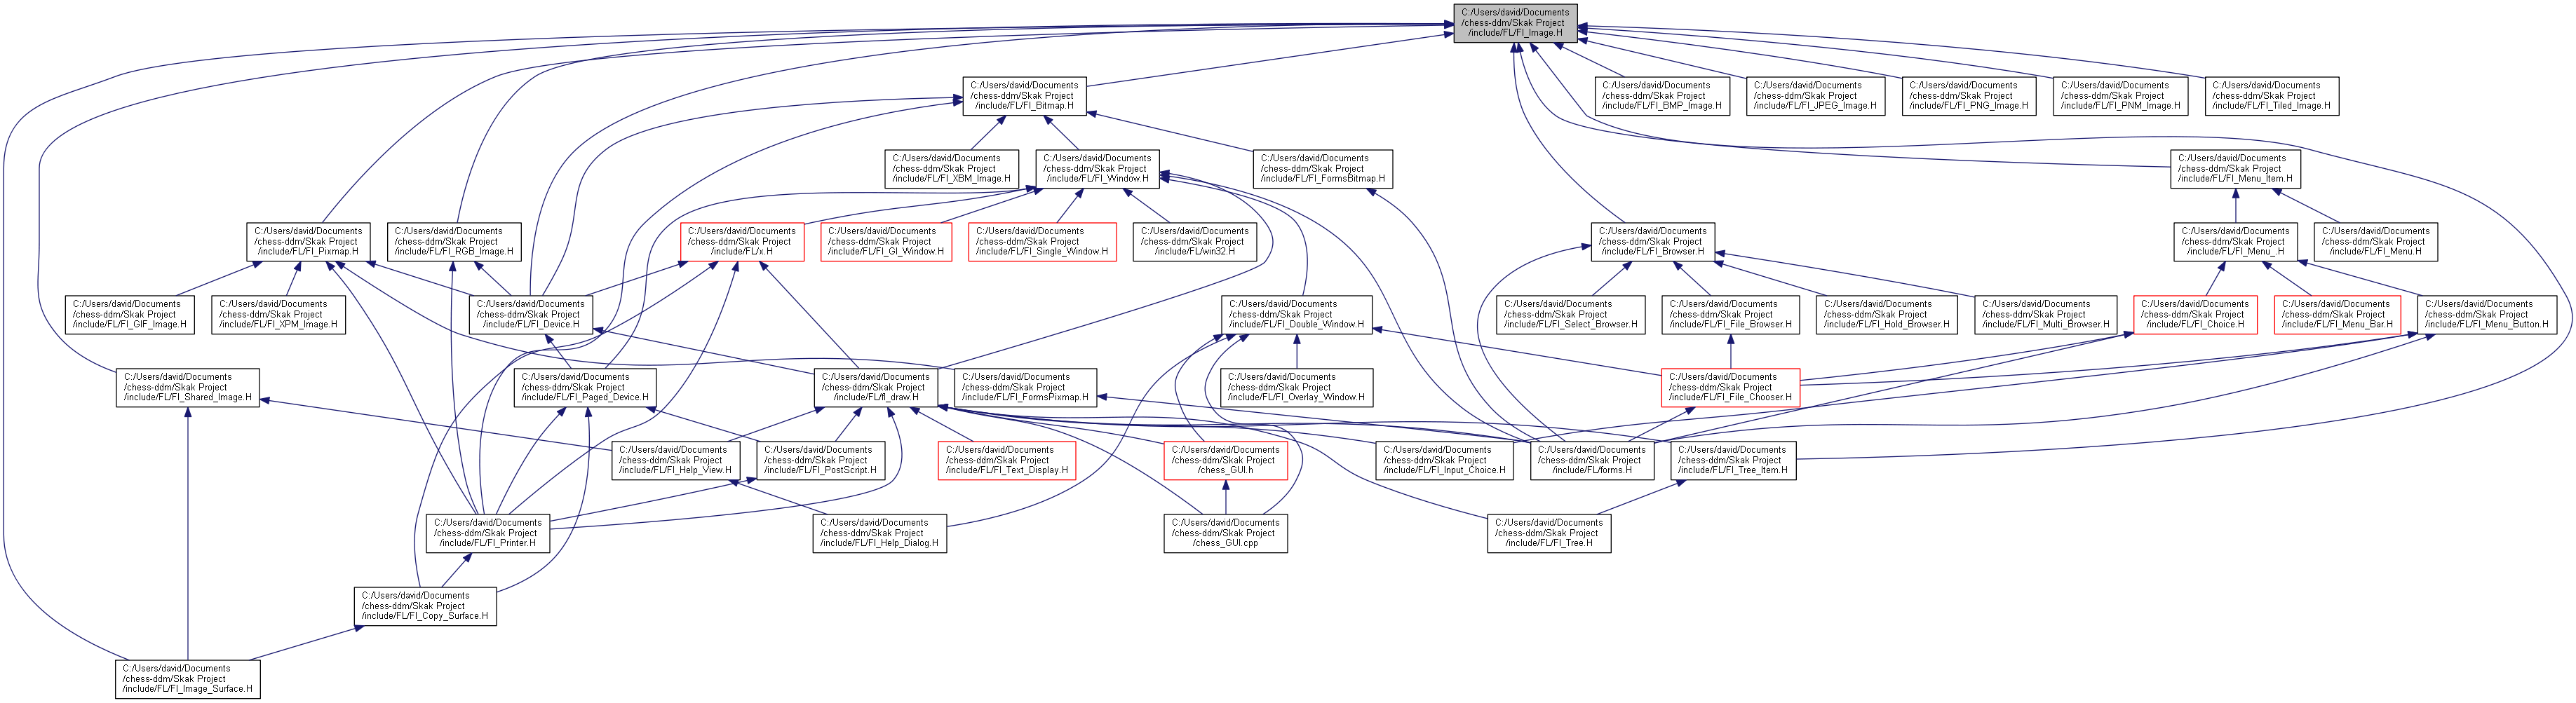 C:/Users/david/Documents
/chess-ddm/Skak Project
/include/FL/Fl_Image.H
C:/Users/david/Documents
/chess-ddm/Skak Project
/include/FL/Fl_Bitmap.H
C:/Users/david/Documents
/chess-ddm/Skak Project
/include/FL/Fl_BMP_Image.H
C:/Users/david/Documents
/chess-ddm/Skak Project
/include/FL/Fl_JPEG_Image.H
C:/Users/david/Documents
/chess-ddm/Skak Project
/include/FL/Fl_PNG_Image.H
C:/Users/david/Documents
/chess-ddm/Skak Project
/include/FL/Fl_PNM_Image.H
C:/Users/david/Documents
/chess-ddm/Skak Project
/include/FL/Fl_Tiled_Image.H
C:/Users/david/Documents
/chess-ddm/Skak Project
/include/FL/Fl_XBM_Image.H
C:/Users/david/Documents
/chess-ddm/Skak Project
/include/FL/Fl_Window.H
C:/Users/david/Documents
/chess-ddm/Skak Project
/include/FL/Fl_FormsBitmap.H
C:/Users/david/Documents
/chess-ddm/Skak Project
/include/FL/Fl_Menu_Item.H
C:/Users/david/Documents
/chess-ddm/Skak Project
/include/FL/Fl_Pixmap.H
C:/Users/david/Documents
/chess-ddm/Skak Project
/include/FL/Fl_RGB_Image.H
C:/Users/david/Documents
/chess-ddm/Skak Project
/include/FL/x.H
C:/Users/david/Documents
/chess-ddm/Skak Project
/include/FL/Fl_Gl_Window.H
C:/Users/david/Documents
/chess-ddm/Skak Project
/include/FL/Fl_Single_Window.H
C:/Users/david/Documents
/chess-ddm/Skak Project
/include/FL/win32.H
C:/Users/david/Documents
/chess-ddm/Skak Project
/include/FL/Fl_Browser.H
C:/Users/david/Documents
/chess-ddm/Skak Project
/include/FL/Fl_Menu_.H
C:/Users/david/Documents
/chess-ddm/Skak Project
/include/FL/Fl_Menu.H
C:/Users/david/Documents
/chess-ddm/Skak Project
/include/FL/Fl_GIF_Image.H
C:/Users/david/Documents
/chess-ddm/Skak Project
/include/FL/Fl_XPM_Image.H
C:/Users/david/Documents
/chess-ddm/Skak Project
/include/FL/Fl_Device.H
C:/Users/david/Documents
/chess-ddm/Skak Project
/include/FL/Fl_Double_Window.H
C:/Users/david/Documents
/chess-ddm/Skak Project
/include/FL/Fl_Select_Browser.H
C:/Users/david/Documents
/chess-ddm/Skak Project
/include/FL/Fl_File_Browser.H
C:/Users/david/Documents
/chess-ddm/Skak Project
/include/FL/Fl_Hold_Browser.H
C:/Users/david/Documents
/chess-ddm/Skak Project
/include/FL/Fl_Multi_Browser.H
C:/Users/david/Documents
/chess-ddm/Skak Project
/include/FL/Fl_Choice.H
C:/Users/david/Documents
/chess-ddm/Skak Project
/include/FL/Fl_Menu_Bar.H
C:/Users/david/Documents
/chess-ddm/Skak Project
/include/FL/Fl_Menu_Button.H
C:/Users/david/Documents
/chess-ddm/Skak Project
/include/FL/Fl_Shared_Image.H
C:/Users/david/Documents
/chess-ddm/Skak Project
/include/FL/Fl_Paged_Device.H
C:/Users/david/Documents
/chess-ddm/Skak Project
/include/FL/fl_draw.H
C:/Users/david/Documents
/chess-ddm/Skak Project
/include/FL/Fl_FormsPixmap.H
C:/Users/david/Documents
/chess-ddm/Skak Project
/include/FL/Fl_Overlay_Window.H
C:/Users/david/Documents
/chess-ddm/Skak Project
/include/FL/Fl_File_Chooser.H
C:/Users/david/Documents
/chess-ddm/Skak Project
/include/FL/Fl_Help_View.H
C:/Users/david/Documents
/chess-ddm/Skak Project
/include/FL/Fl_PostScript.H
C:/Users/david/Documents
/chess-ddm/Skak Project
/include/FL/Fl_Text_Display.H
C:/Users/david/Documents
/chess-ddm/Skak Project
/chess_GUI.h
C:/Users/david/Documents
/chess-ddm/Skak Project
/include/FL/Fl_Input_Choice.H
C:/Users/david/Documents
/chess-ddm/Skak Project
/include/FL/forms.H
C:/Users/david/Documents
/chess-ddm/Skak Project
/include/FL/Fl_Tree_Item.H
C:/Users/david/Documents
/chess-ddm/Skak Project
/include/FL/Fl_Printer.H
C:/Users/david/Documents
/chess-ddm/Skak Project
/include/FL/Fl_Help_Dialog.H
C:/Users/david/Documents
/chess-ddm/Skak Project
/chess_GUI.cpp
C:/Users/david/Documents
/chess-ddm/Skak Project
/include/FL/Fl_Tree.H
C:/Users/david/Documents
/chess-ddm/Skak Project
/include/FL/Fl_Copy_Surface.H
C:/Users/david/Documents
/chess-ddm/Skak Project
/include/FL/Fl_Image_Surface.H